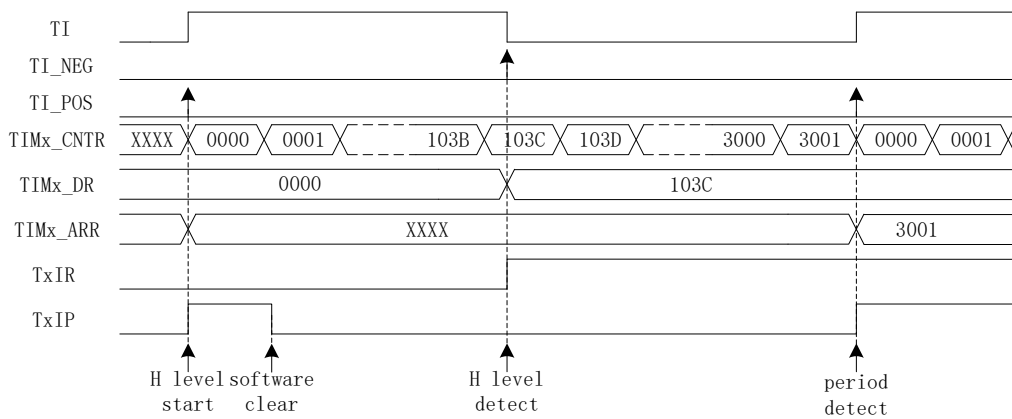 TI
TI_NEG
TI_POS
TIMx_CNTR XXXX 0000 0001 103B 103C 103D 3000 3001 0000 0001
TIMx_DR 0000 103C
TIMx_ARR XXXX 3001
TxIR
TxIP
H level start
software clear
H level detect
period detect